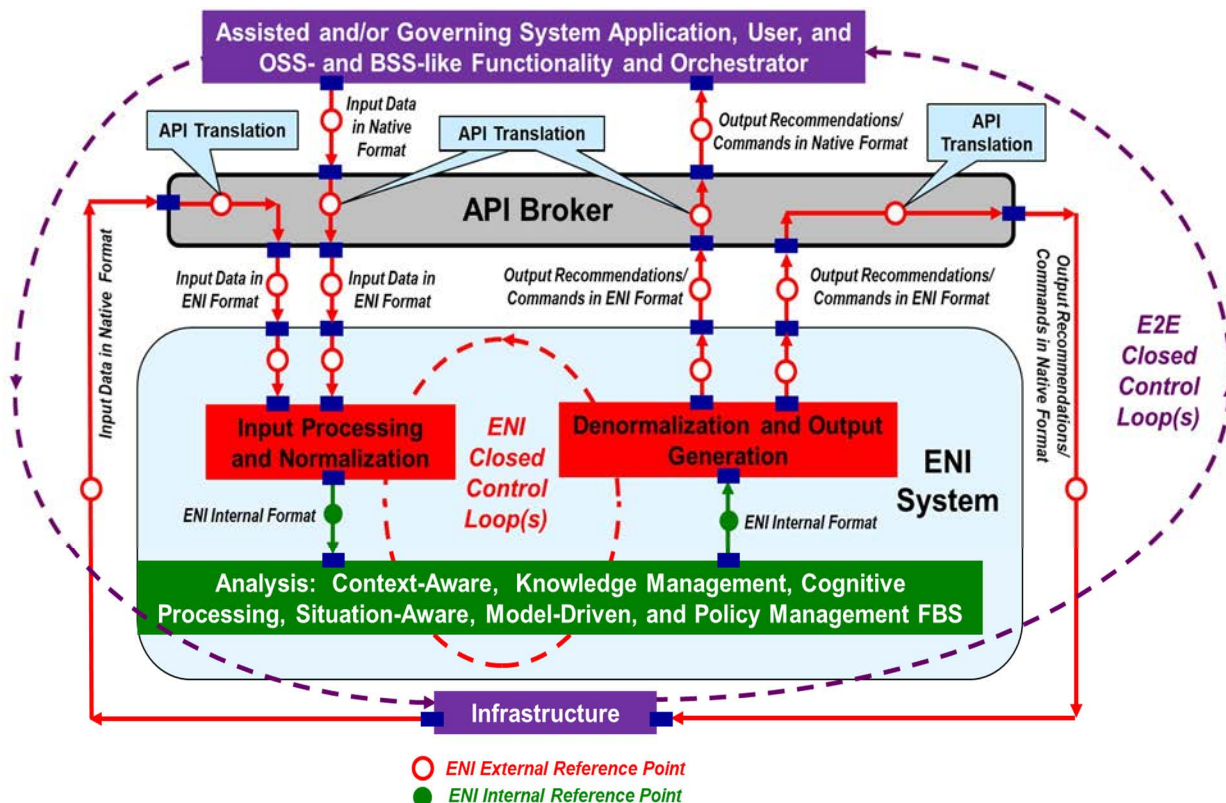 Assisted and/or Governing System Application, User, and
OSS- and BSS-like Functionality and Orchestrator
Input Data
in Native
Format
API Translation
API Translation
Output Recommendations/
Commands in Native Format
API
Translation
API Broker
Input Data in
ENI Format
Input Data in
ENI Format
Output Recommendations/
Commands in ENI Format
Output Recommendations/
Commands in ENI Format
Input Data in Native Format
Output Recommendations/
Commands in Native Format
E2E
Closed
Control
Loop(s)
Input Processing
and Normalization
ENI
Closed
Control
Loop(s)
Denormalization and Output
Generation
ENI
System
ENI Internal Format
ENI Internal Format
Analysis: Context-Aware, Knowledge Management, Cognitive
Processing, Situation-Aware, Model-Driven, and Policy Management FBS
Infrastructure
ENI External Reference Point
ENI Internal Reference Point